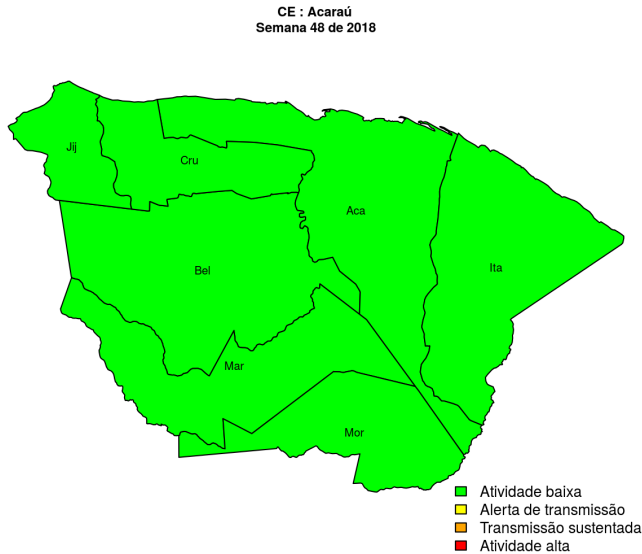 CE : Acaraú
Semana 48 de 2018
Jij
Cru
Aca
Bel
Ita
Mar
Mor
Atividade baixa
Alerta de transmissão
Transmissão sustentada
Atividade alta